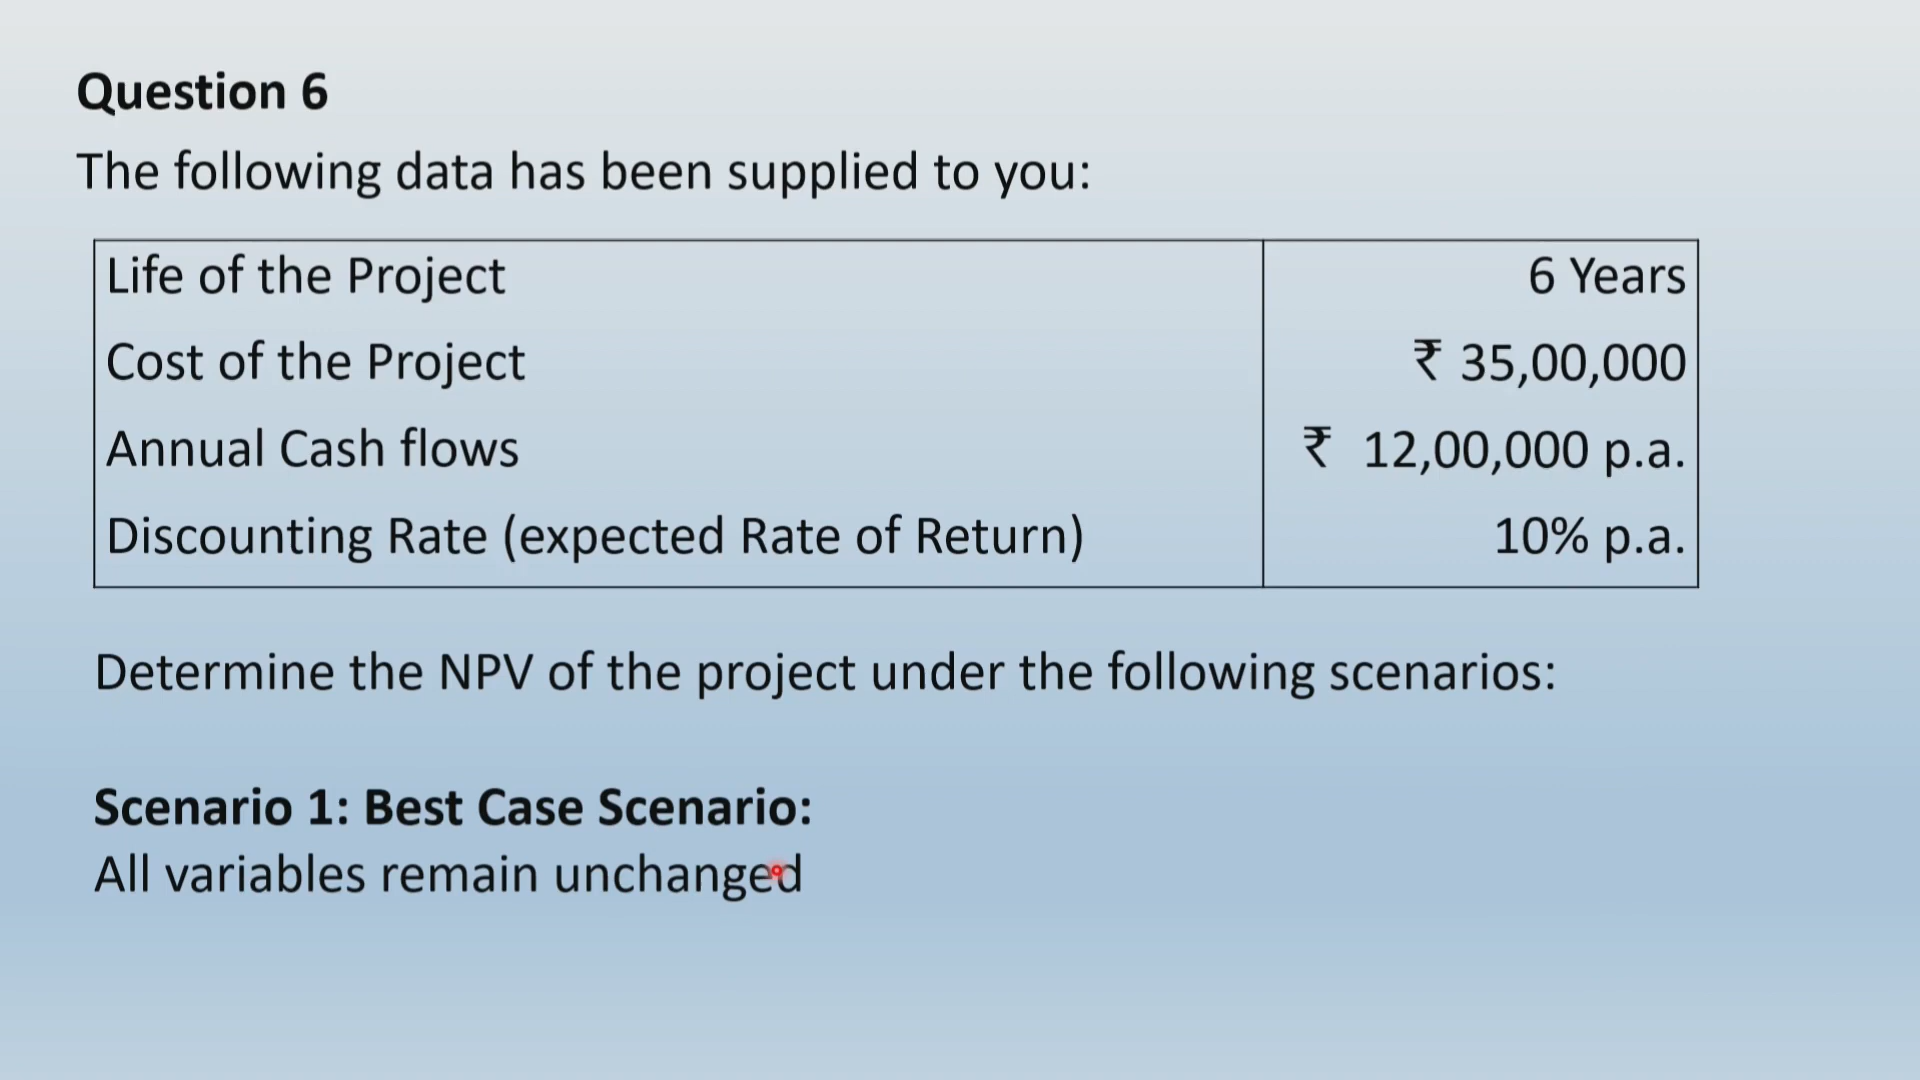 Question 6
The following data has been supplied to you:
Life of the Project 6 Years
Cost of the Project ₹ 35,00,000
Annual Cash flows ₹ 12,00,000 p.a.
Discounting Rate (expected Rate of Return) 10% p.a.
Determine the NPV of the project under the following scenarios:
Scenario 1: Best Case Scenario:
All variables remain unchanged